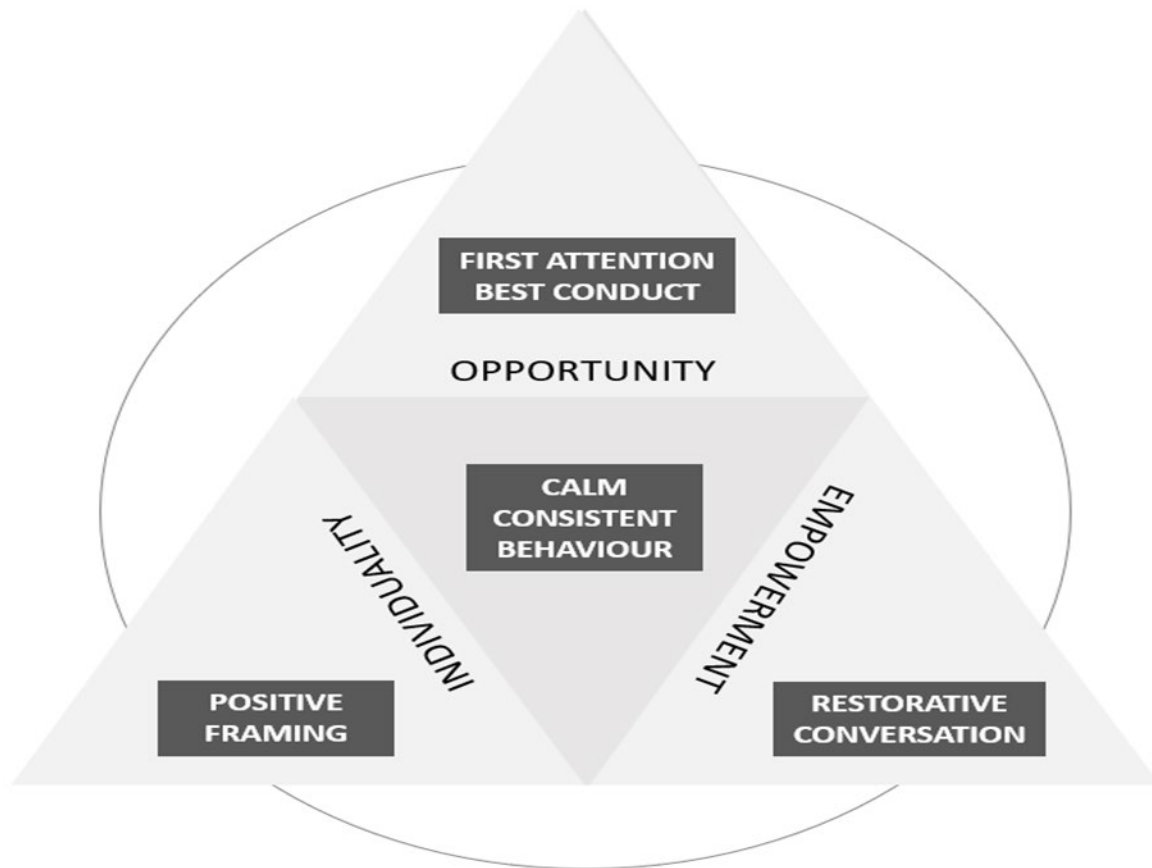 FIRST ATTENTION
BEST CONDUCT
OPPORTUNITY
CALM
CONSISTENT
BEHAVIOUR
INDIVIDUALITY
EMPOWERMENT
POSITIVE
FRAMING
RESTORATIVE
CONVERSATION